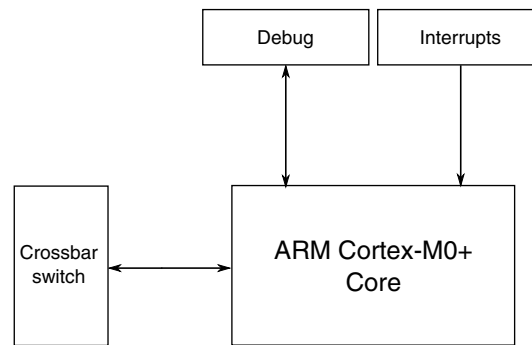 Debug
Interrupts
ARM Cortex-M0+
Core
Crossbar
switch